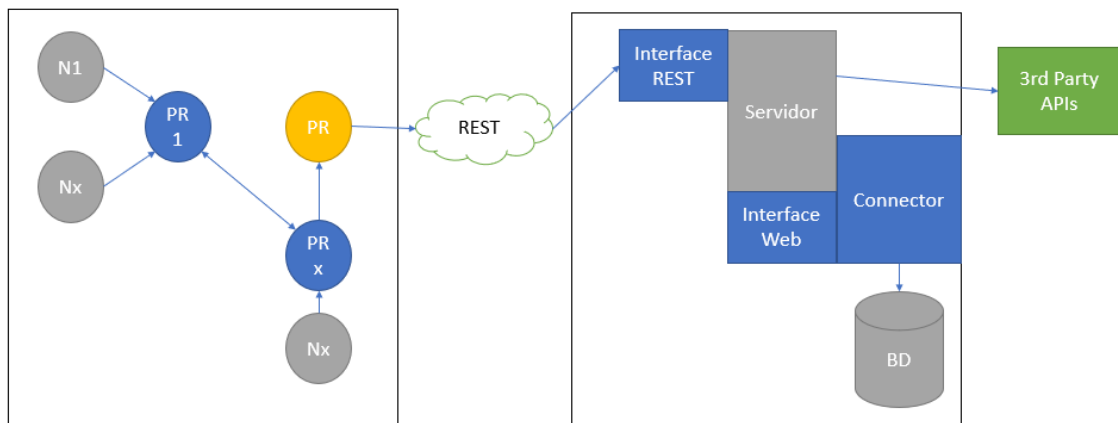 N1
PR
1
Nx
PR
PR
x
Nx
REST
Interface
REST
Servidor
Interface
Web
Connector
BD
3rd Party
APIs